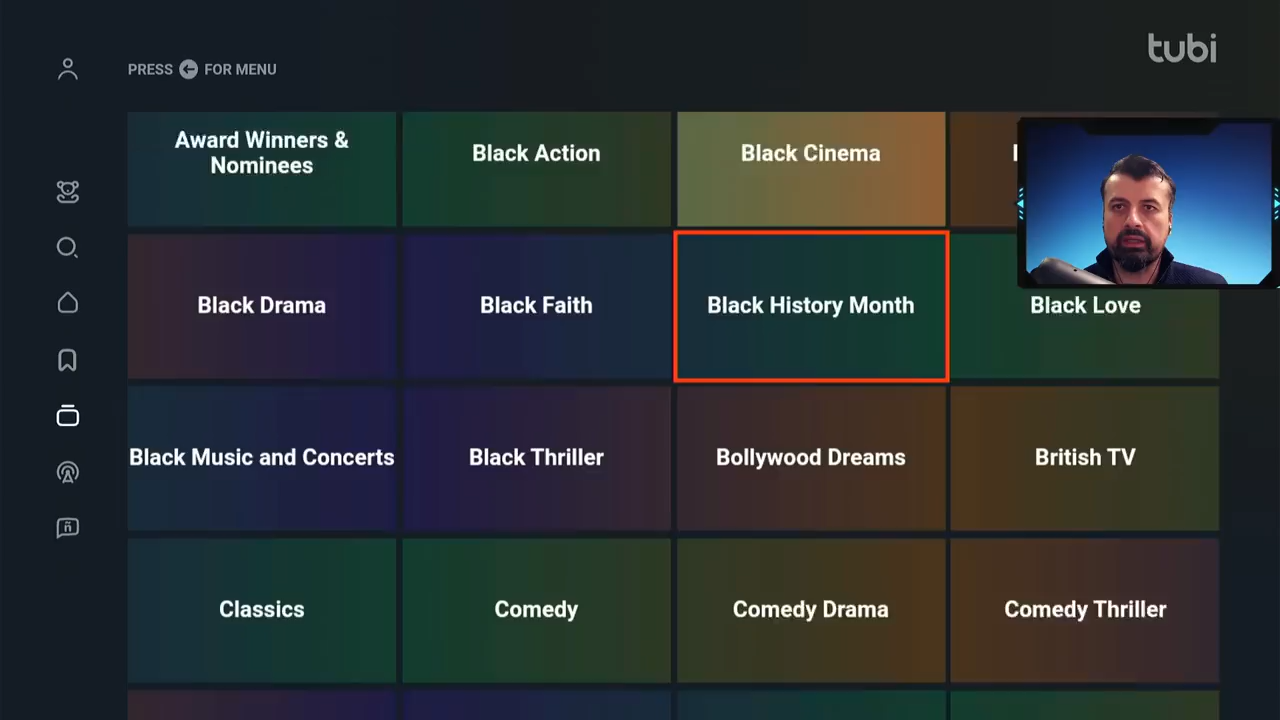 tubi
PRESS FOR MENU
Award Winners &
Nominees
Black Action
Black Cinema
Black Drama
Black Faith
Black History Month
Black Love
Black Music and Concerts
Black Thriller
Bollywood Dreams
British TV
Classics
Comedy
Comedy Drama
Comedy Thriller